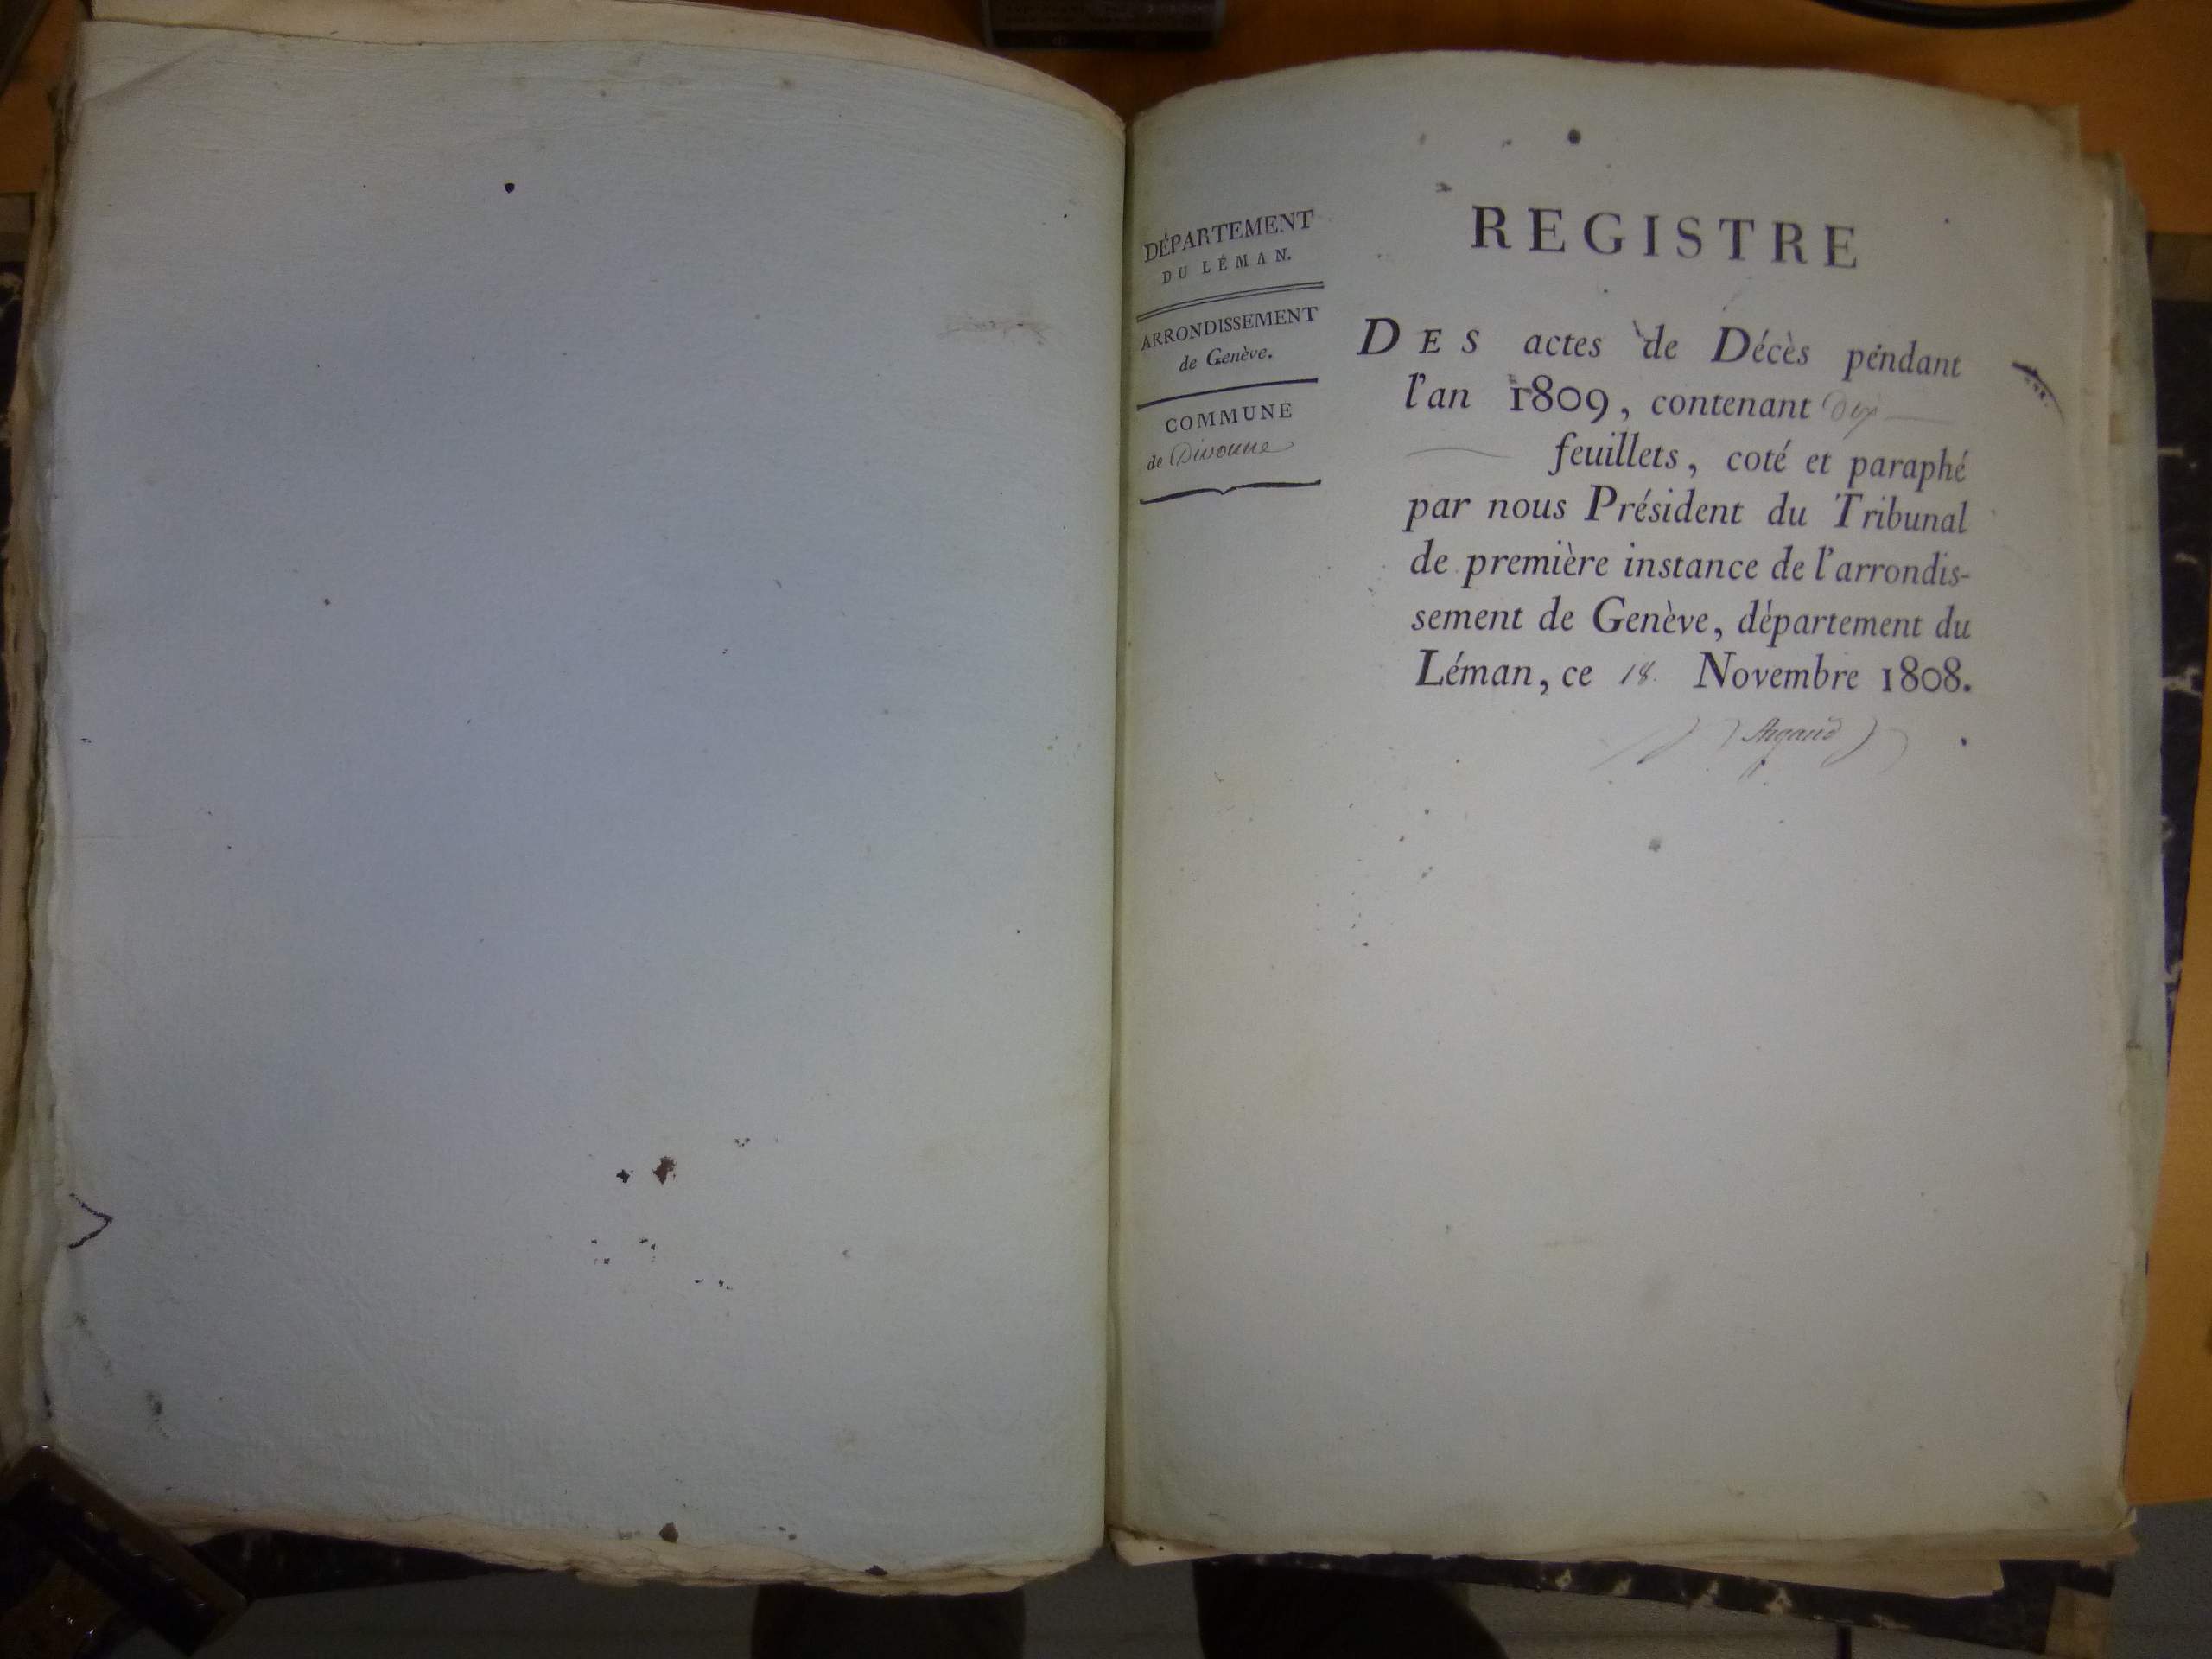 DÉPARTEMENT
DU LÉMAN.
ARRONDISSEMENT
de Genève.
COMMUNE
de Divonne
REGISTRE
DES actes de Décès pendant
l'an 1809, contenant Dix
feuillets, coté et paraphé
par nous Président du Tribunal
de première instance de l'arrondis-
sement de Genève, département du
Léman, ce 18. Novembre 1808.
Argand